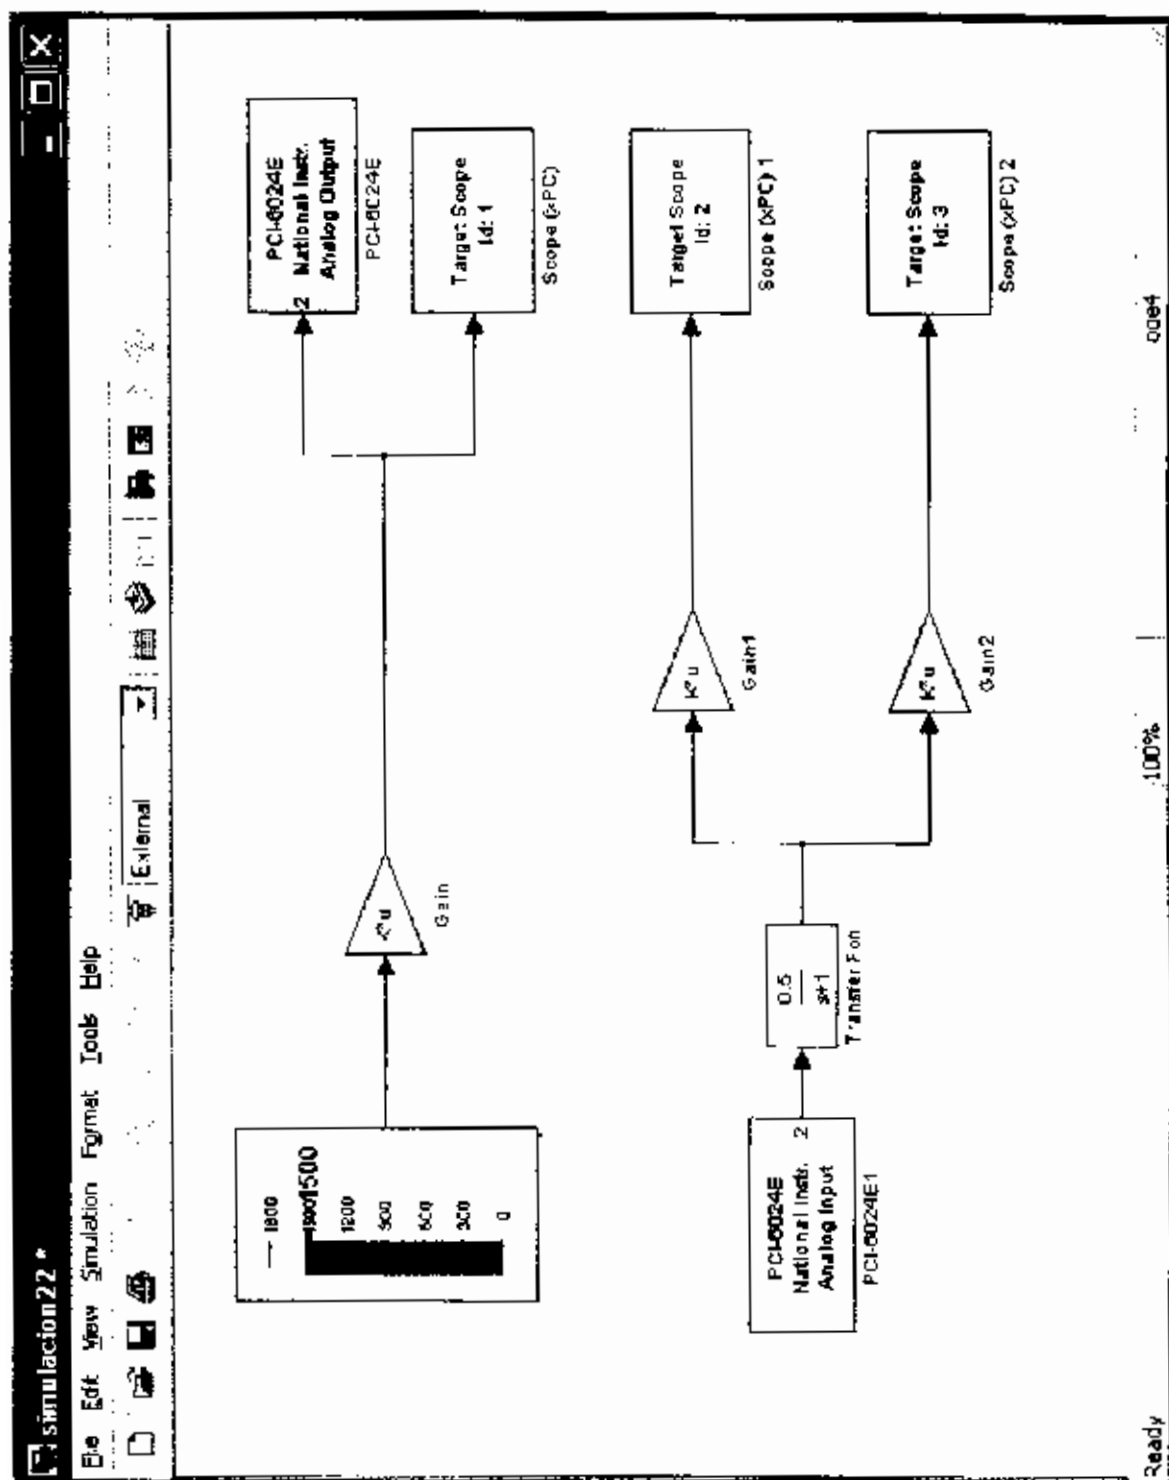 simulacion22 *
File Edit View Simulation Format Tools Help
External
1800
1500
1500
1200
900
600
300
0
K*u
Gain
2
PCI-6024E
National Instr.
Analog Output
PCI-6024E
Target Scope
Id: 1
Scope (xPC)
PCI-6024E
National Instr.
Analog Input
2
PCI-6024E1
0.5
s+1
Transfer Fcn
K*u
Gain1
Target Scope
Id: 2
Scope (xPC) 1
K*u
Gain2
Target Scope
Id: 3
Scope (xPC) 2
Ready
100%
ode4